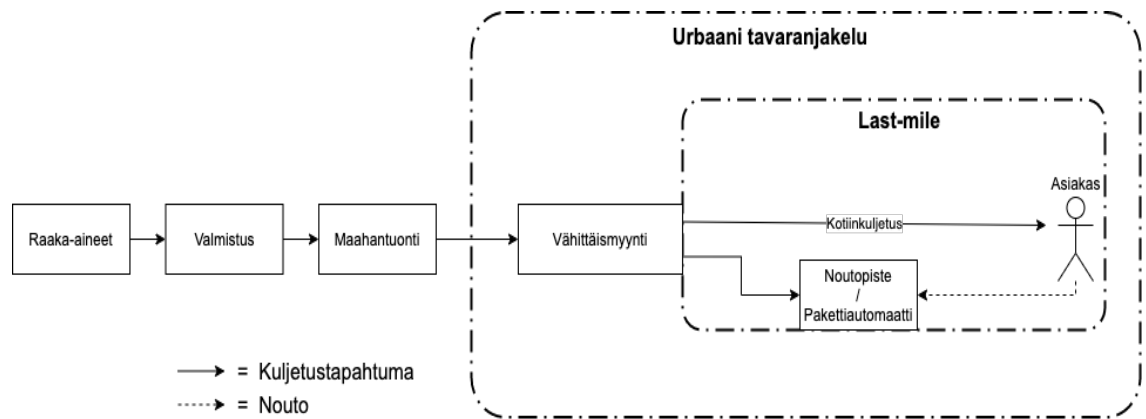 Urbaani tavaranjakelu
Last-mile
Asiakas
Raaka-aineet
Valmistus
Maahantuonti
Vähittäismyynti
Kotiinkuljetus
Noutopiste
/
Pakettiautomaatti
= Kuljetustapahtuma
= Nouto